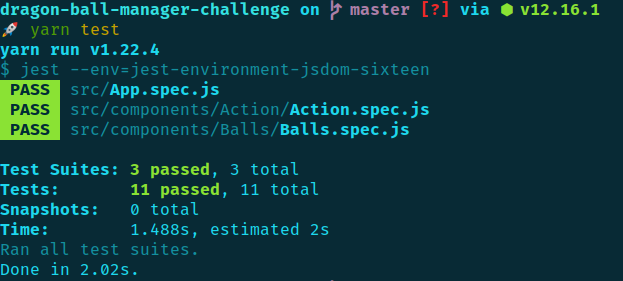 dragon-ball-manager-challenge on master [?] via ⬢ v12.16.1
🚀 yarn test
yarn run v1.22.4
$ jest --env=jest-environment-jsdom-sixteen
PASS src/App.spec.js
PASS src/components/Action/Action.spec.js
PASS src/components/Balls/Balls.spec.js
Test Suites: 3 passed, 3 total
Tests: 11 passed, 11 total
Snapshots: 0 total
Time: 1.488s, estimated 2s
Ran all test suites.
Done in 2.02s.